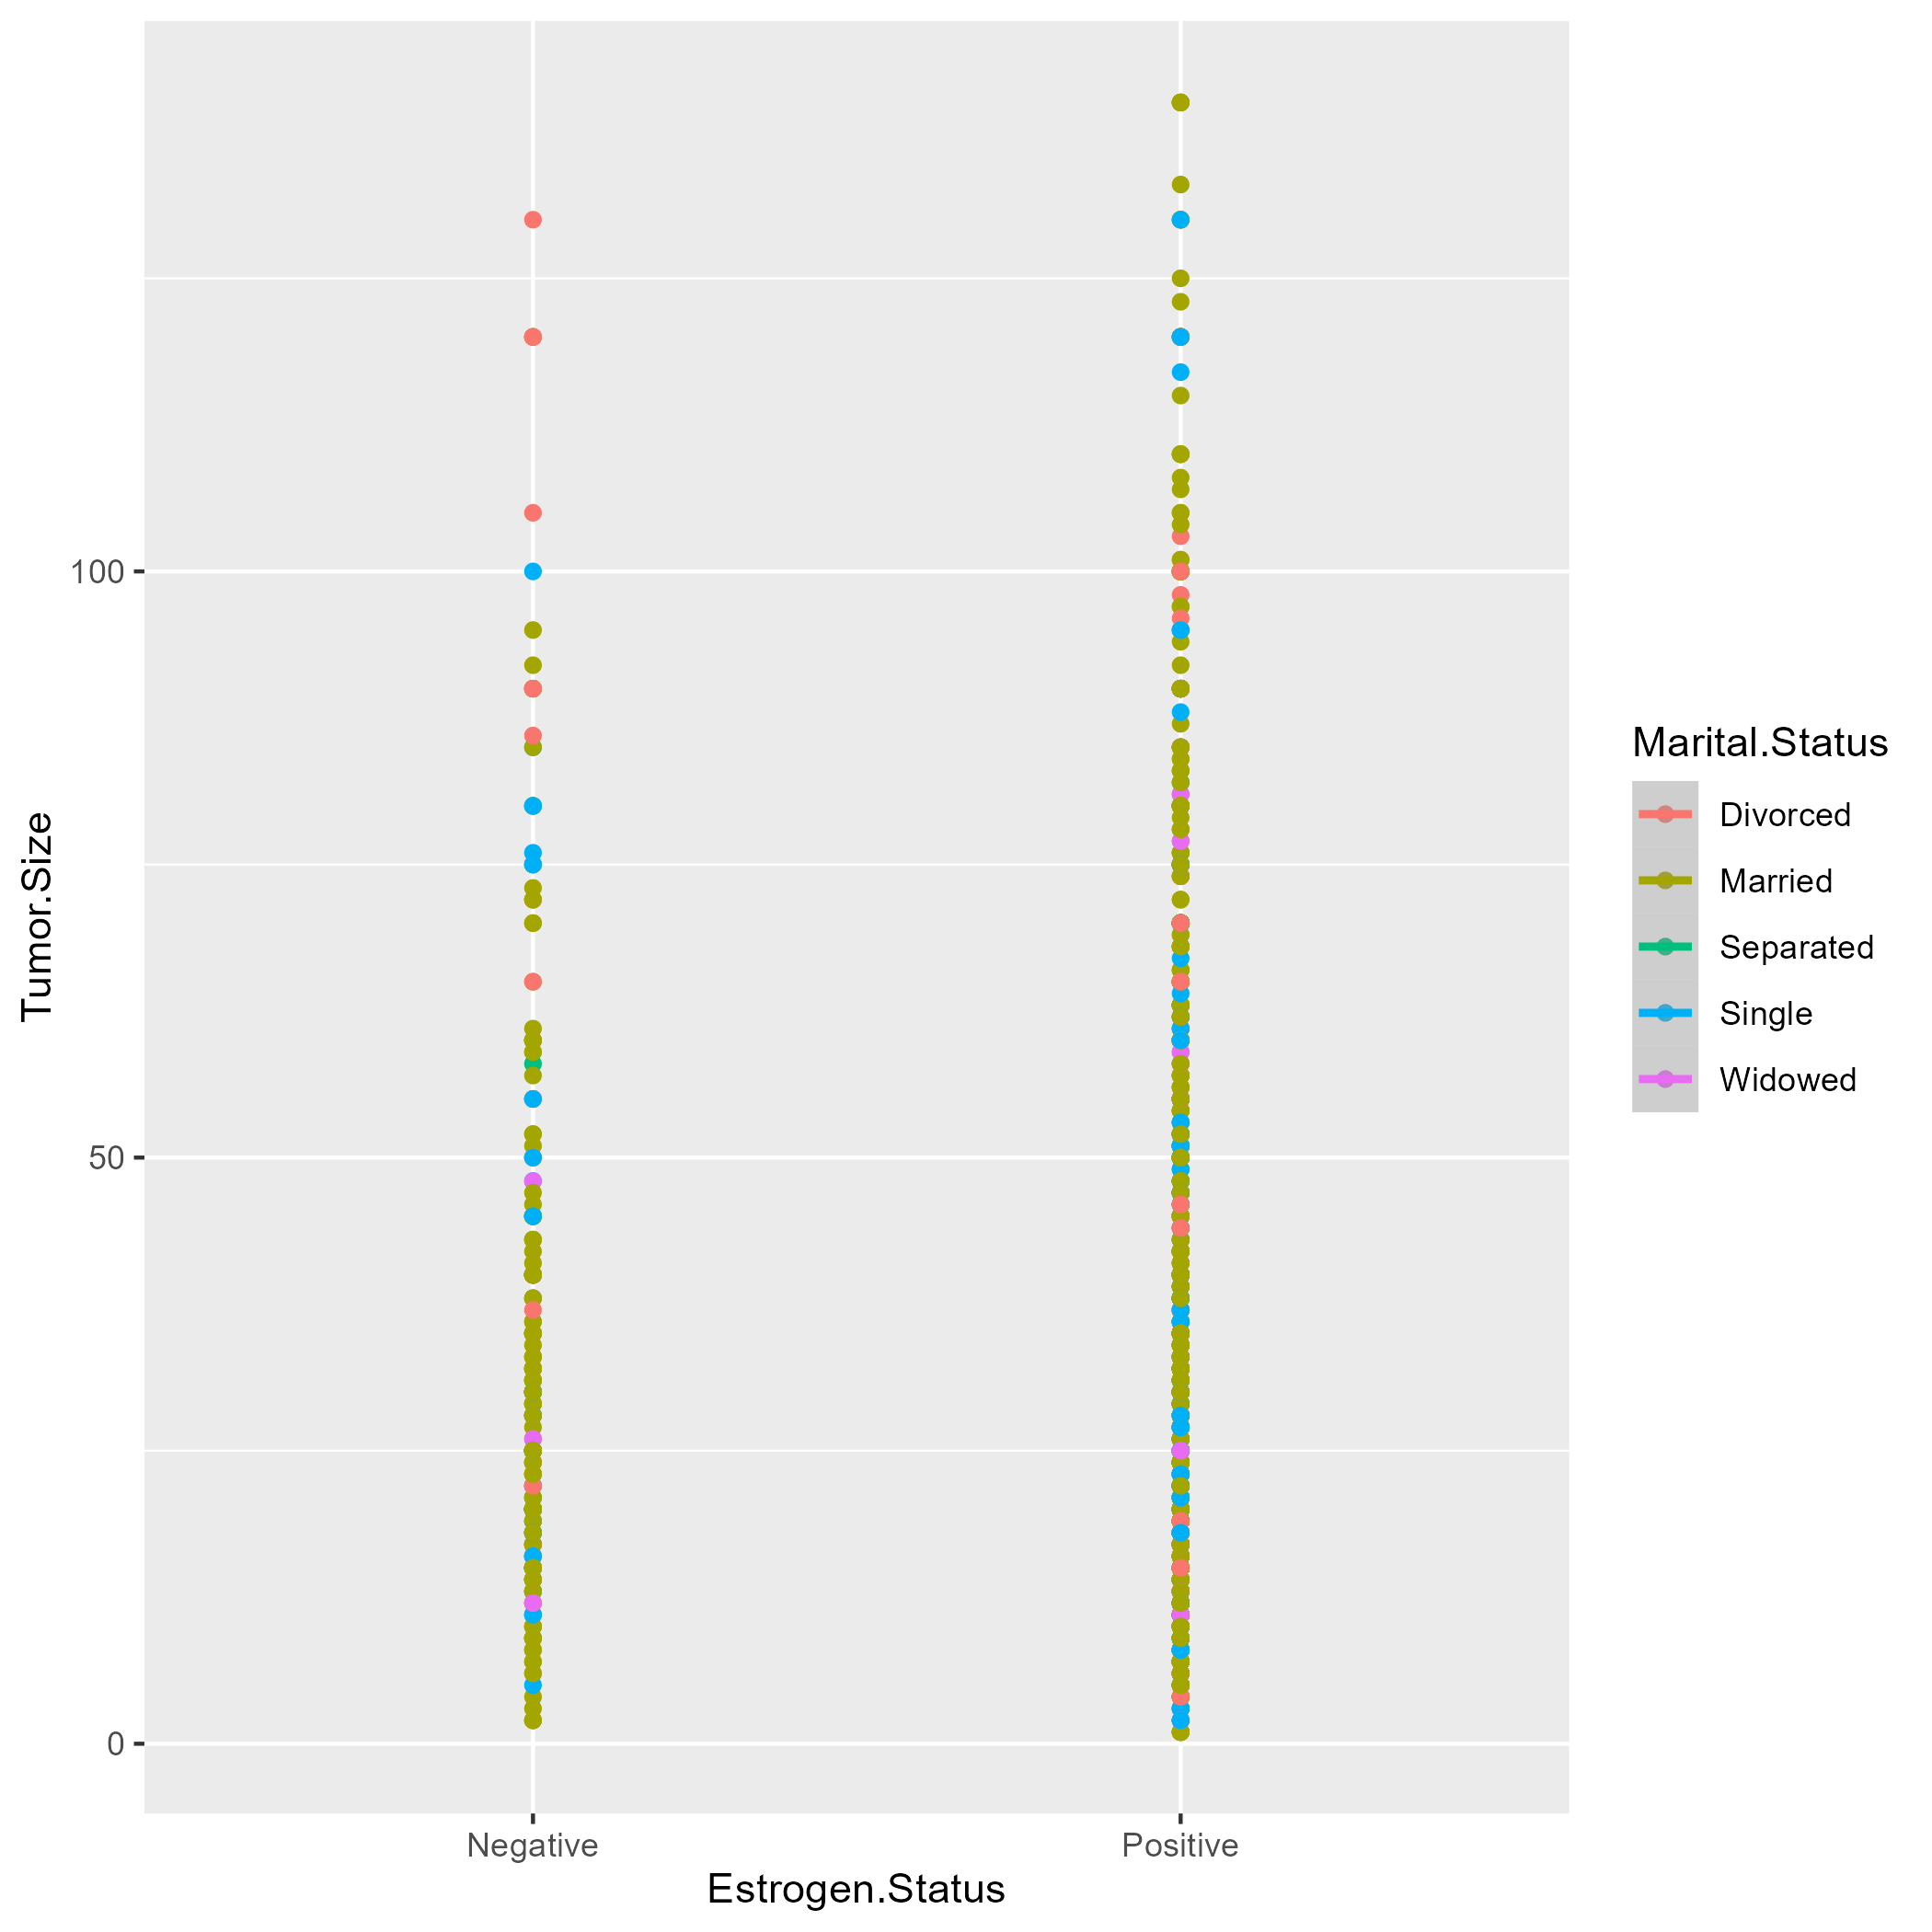 Tumor.Size
100
50
0
Negative
Positive
Estrogen.Status
Marital.Status
Divorced
Married
Separated
Single
Widowed